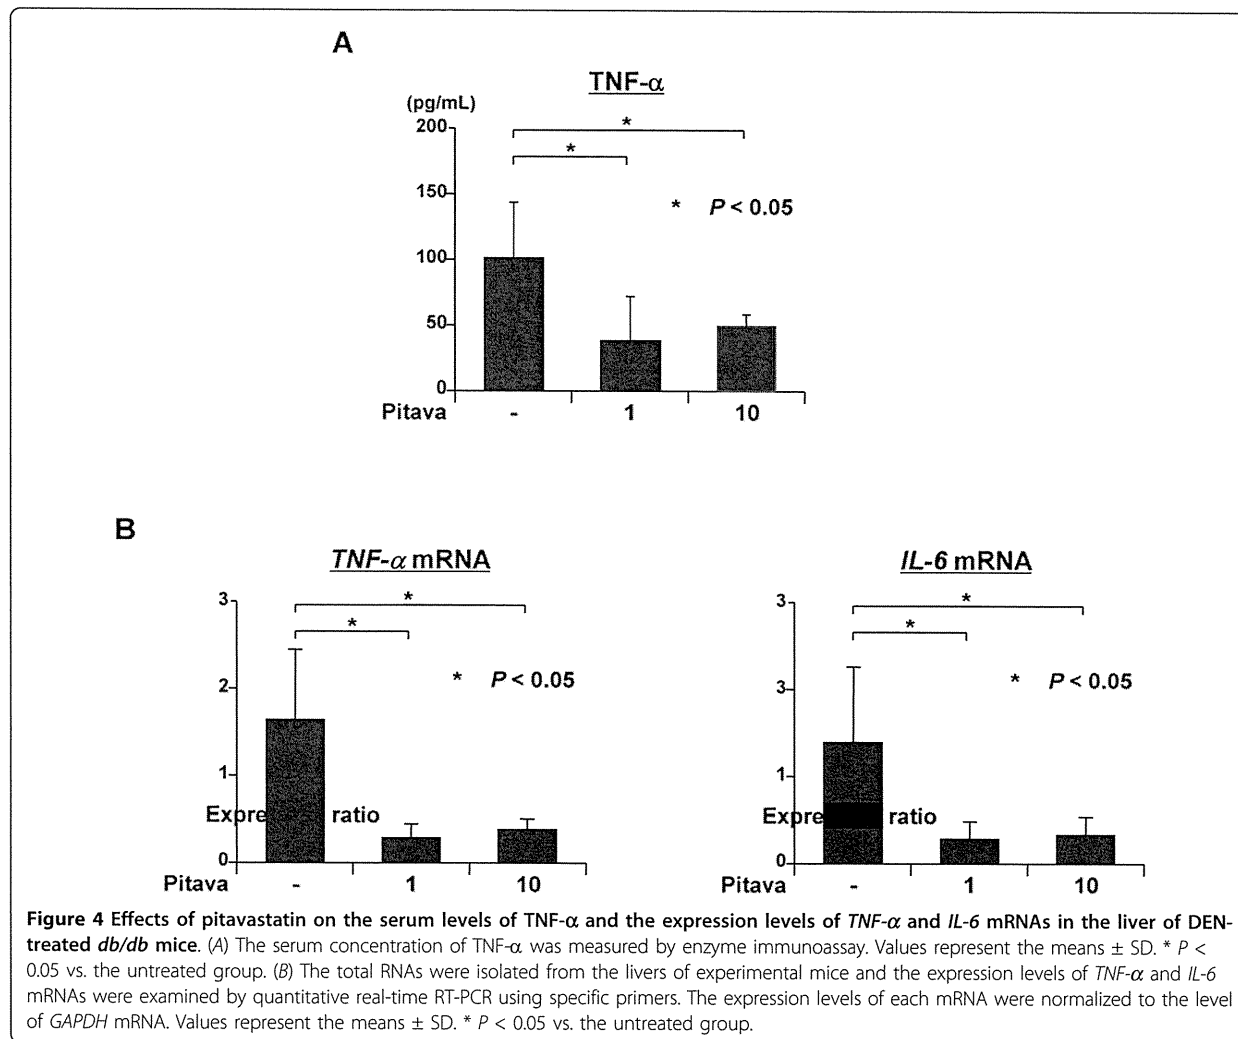 A
TNF-α
(pg/mL)
200
*
*
150
* P < 0.05
100
50
0
Pitava - 1 10
B
TNF-α mRNA
3
*
*
* P < 0.05
2
1
Expre ratio
0
Pitava - 1 10
IL-6 mRNA
3
*
*
* P < 0.05
3
1
Expre ratio
0
Pitava - 1 10
Figure 4 Effects of pitavastatin on the serum levels of TNF-α and the expression levels of TNF-α and IL-6 mRNAs in the liver of DEN-
treated db/db mice. (A) The serum concentration of TNF-α was measured by enzyme immunoassay. Values represent the means ± SD. * P <
0.05 vs. the untreated group. (B) The total RNAs were isolated from the livers of experimental mice and the expression levels of TNF-α and IL-6
mRNAs were examined by quantitative real-time RT-PCR using specific primers. The expression levels of each mRNA were normalized to the level
of GAPDH mRNA. Values represent the means ± SD. * P < 0.05 vs. the untreated group.